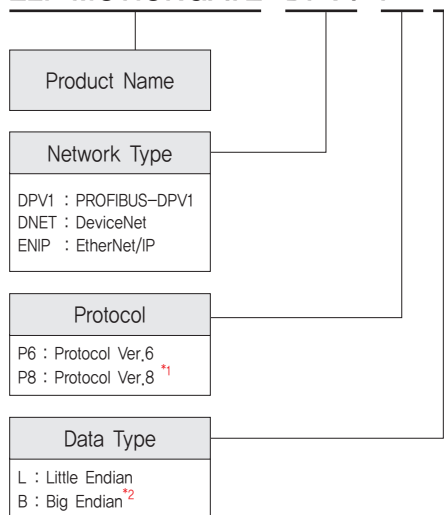 Product Name
Network Type
DPV1 : PROFIBUS-DPV1
DNET : DeviceNet
ENIP : EtherNet/IP
Protocol
P6 : Protocol Ver.6
P8 : Protocol Ver.8 *1
Data Type
L : Little Endian
B : Big Endian*2